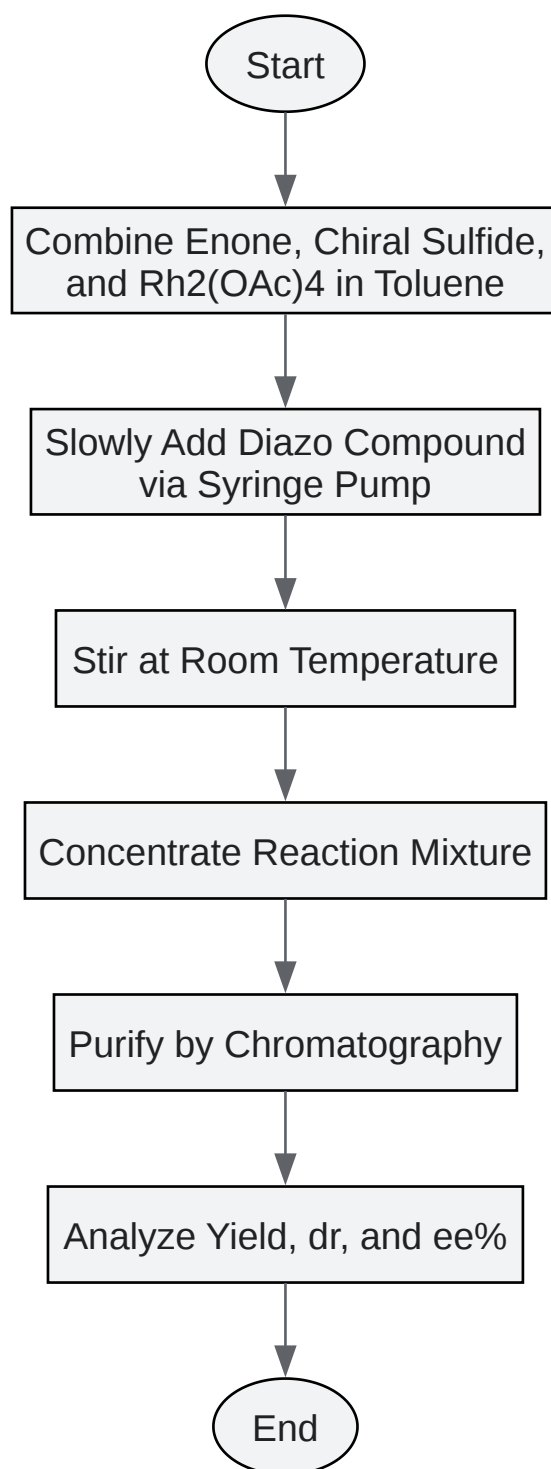 Start
Combine Enone, Chiral Sulfide,
and Rh2(OAc)4 in Toluene
Slowly Add Diazo Compound
via Syringe Pump
Stir at Room Temperature
Concentrate Reaction Mixture
Purify by Chromatography
Analyze Yield, dr, and ee%
End